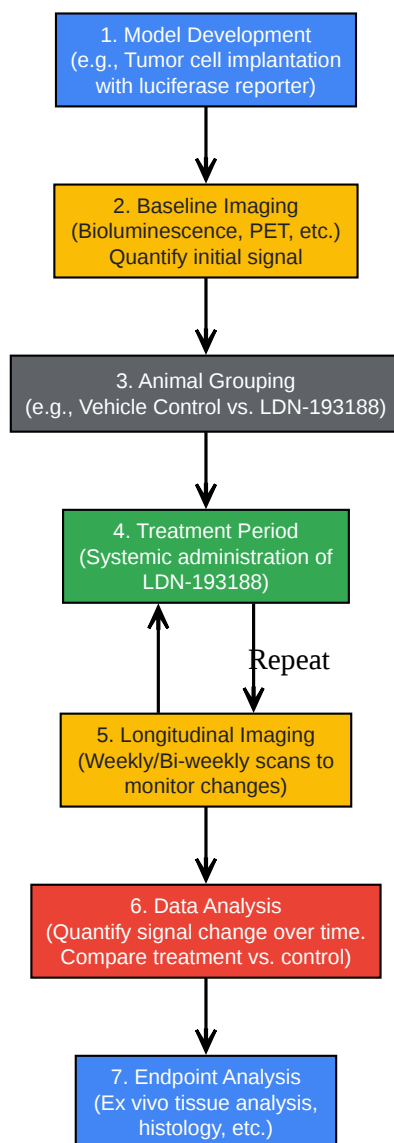 1. Model Development
(e.g., Tumor cell implantation
with luciferase reporter)
2. Baseline Imaging
(Bioluminescence, PET, etc.)
Quantify initial signal
3. Animal Grouping
(e.g., Vehicle Control vs. LDN-193188)
4. Treatment Period
(Systemic administration of
LDN-193188)
Repeat
5. Longitudinal Imaging
(Weekly/Bi-weekly scans to
monitor changes)
6. Data Analysis
(Quantify signal change over time.
Compare treatment vs. control)
7. Endpoint Analysis
(Ex vivo tissue analysis,
histology, etc.)